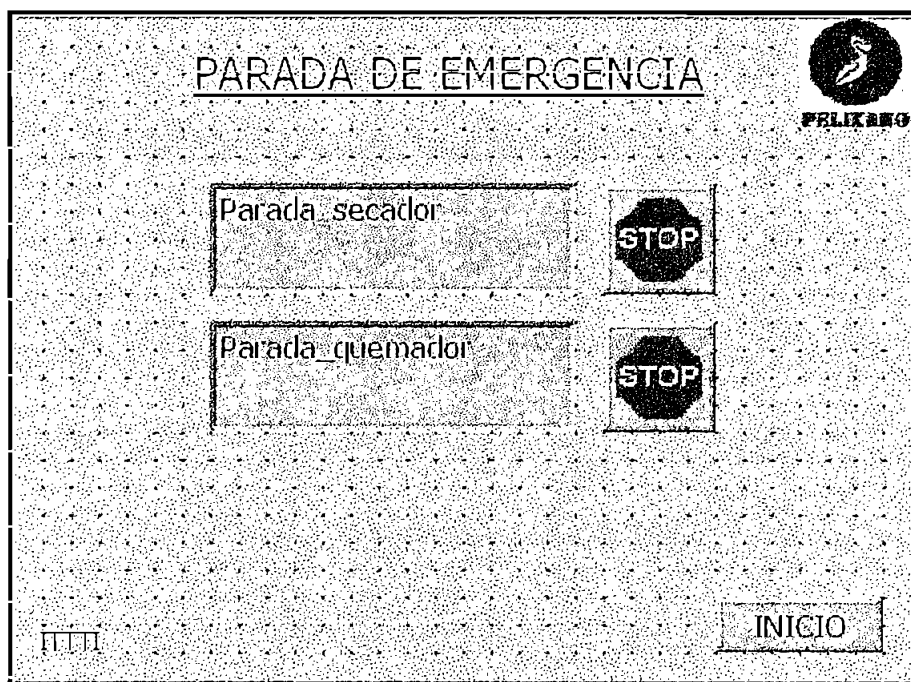 PARADA DE EMERGENCIA
PELIKANO
Parada_secador
STOP
Parada_quemador
STOP
INICIO